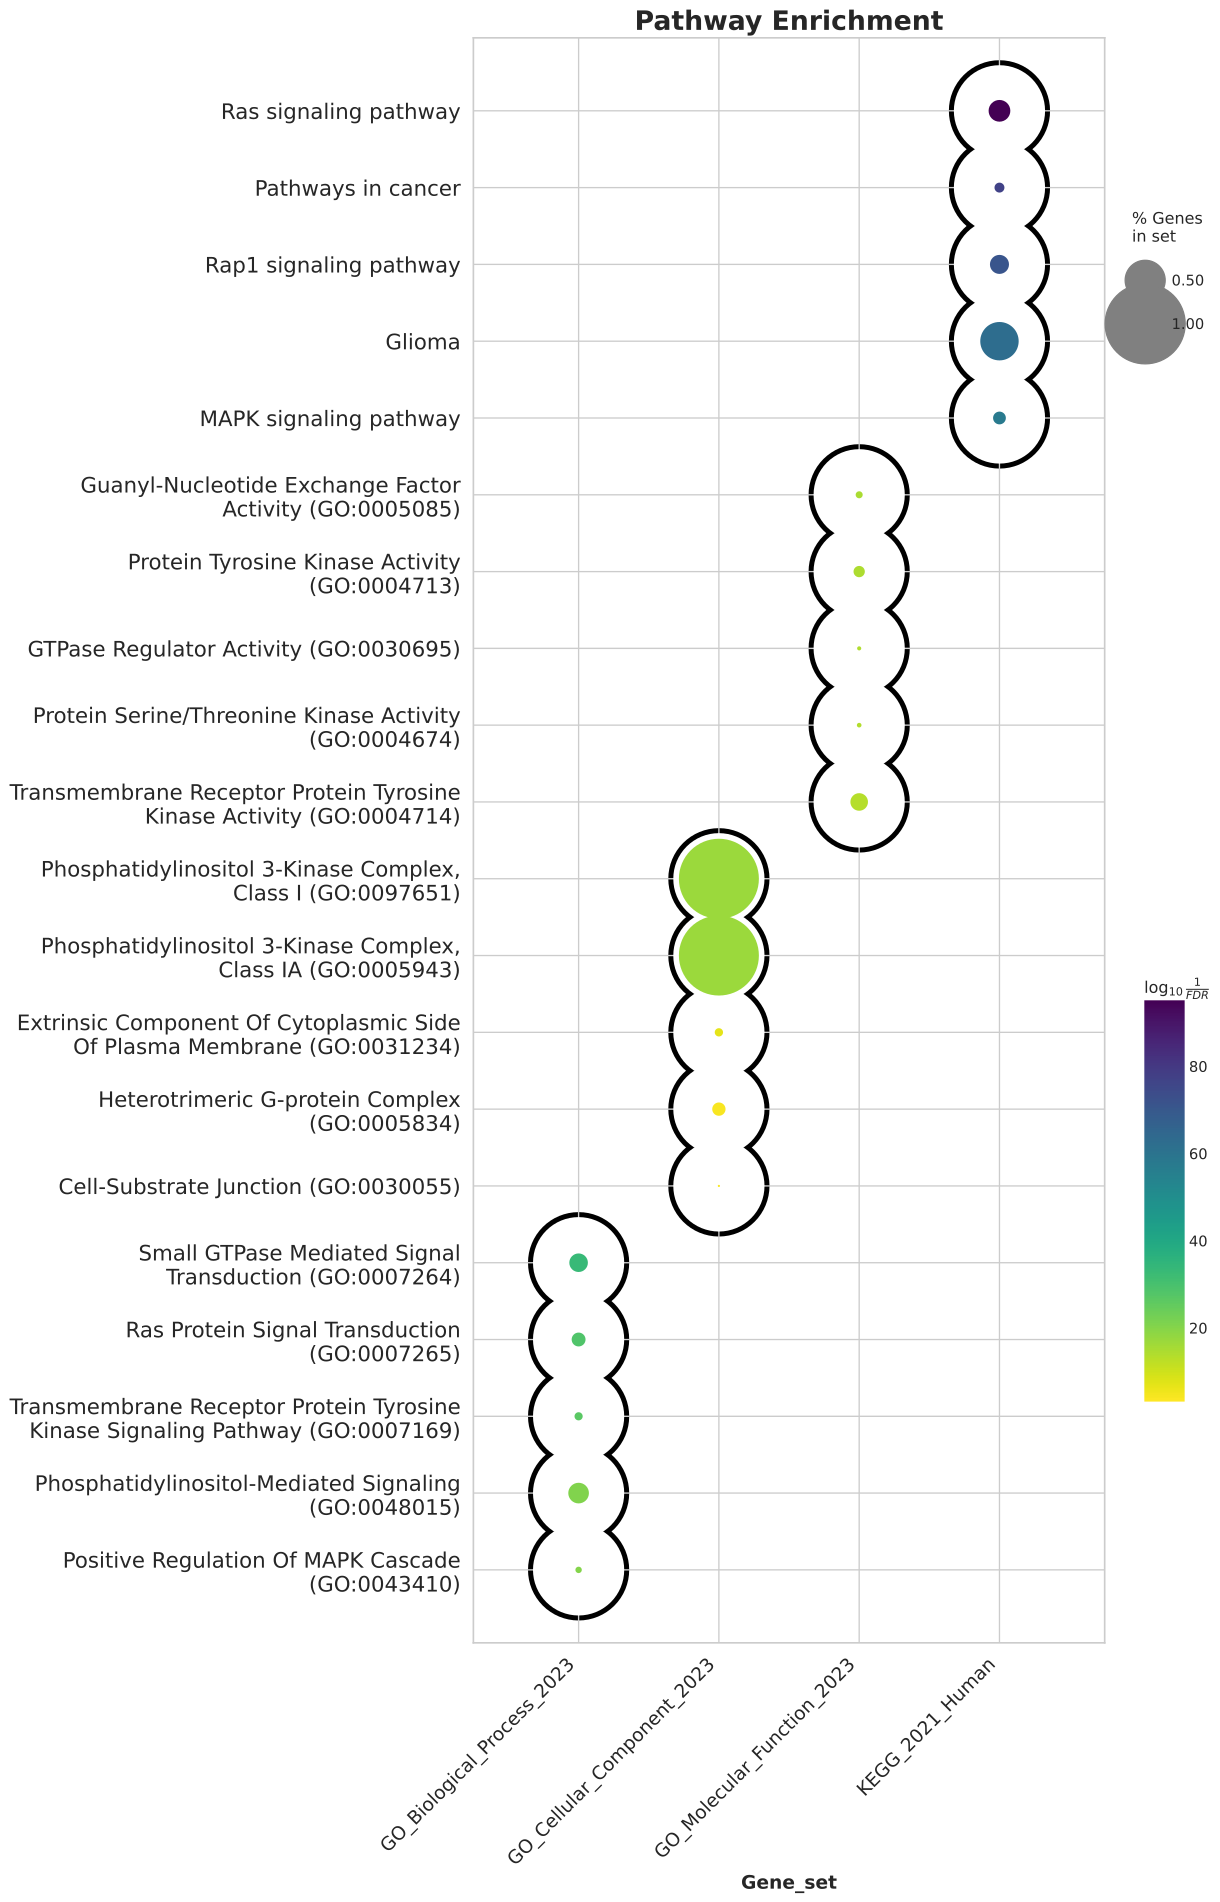 Pathway Enrichment
Ras signaling pathway
Pathways in cancer
Rap1 signaling pathway
Glioma
MAPK signaling pathway
Guanyl-Nucleotide Exchange Factor
Activity (GO:0005085)
Protein Tyrosine Kinase Activity
(GO:0004713)
GTPase Regulator Activity (GO:0030695)
Protein Serine/Threonine Kinase Activity
(GO:0004674)
Transmembrane Receptor Protein Tyrosine
Kinase Activity (GO:0004714)
Phosphatidylinositol 3-Kinase Complex,
Class I (GO:0097651)
Phosphatidylinositol 3-Kinase Complex,
Class IA (GO:0005943)
Extrinsic Component Of Cytoplasmic Side
Of Plasma Membrane (GO:0031234)
Heterotrimeric G-protein Complex
(GO:0005834)
Cell-Substrate Junction (GO:0030055)
Small GTPase Mediated Signal
Transduction (GO:0007264)
Ras Protein Signal Transduction
(GO:0007265)
Transmembrane Receptor Protein Tyrosine
Kinase Signaling Pathway (GO:0007169)
Phosphatidylinositol-Mediated Signaling
(GO:0048015)
Positive Regulation Of MAPK Cascade
(GO:0043410)
GO_Biological_Process_2023
GO_Cellular_Component_2023
GO_Molecular_Function_2023
KEGG_2021_Human
Gene_set
% Genes
in set
0.50
1.00
log10 1/FDR
80
60
40
20